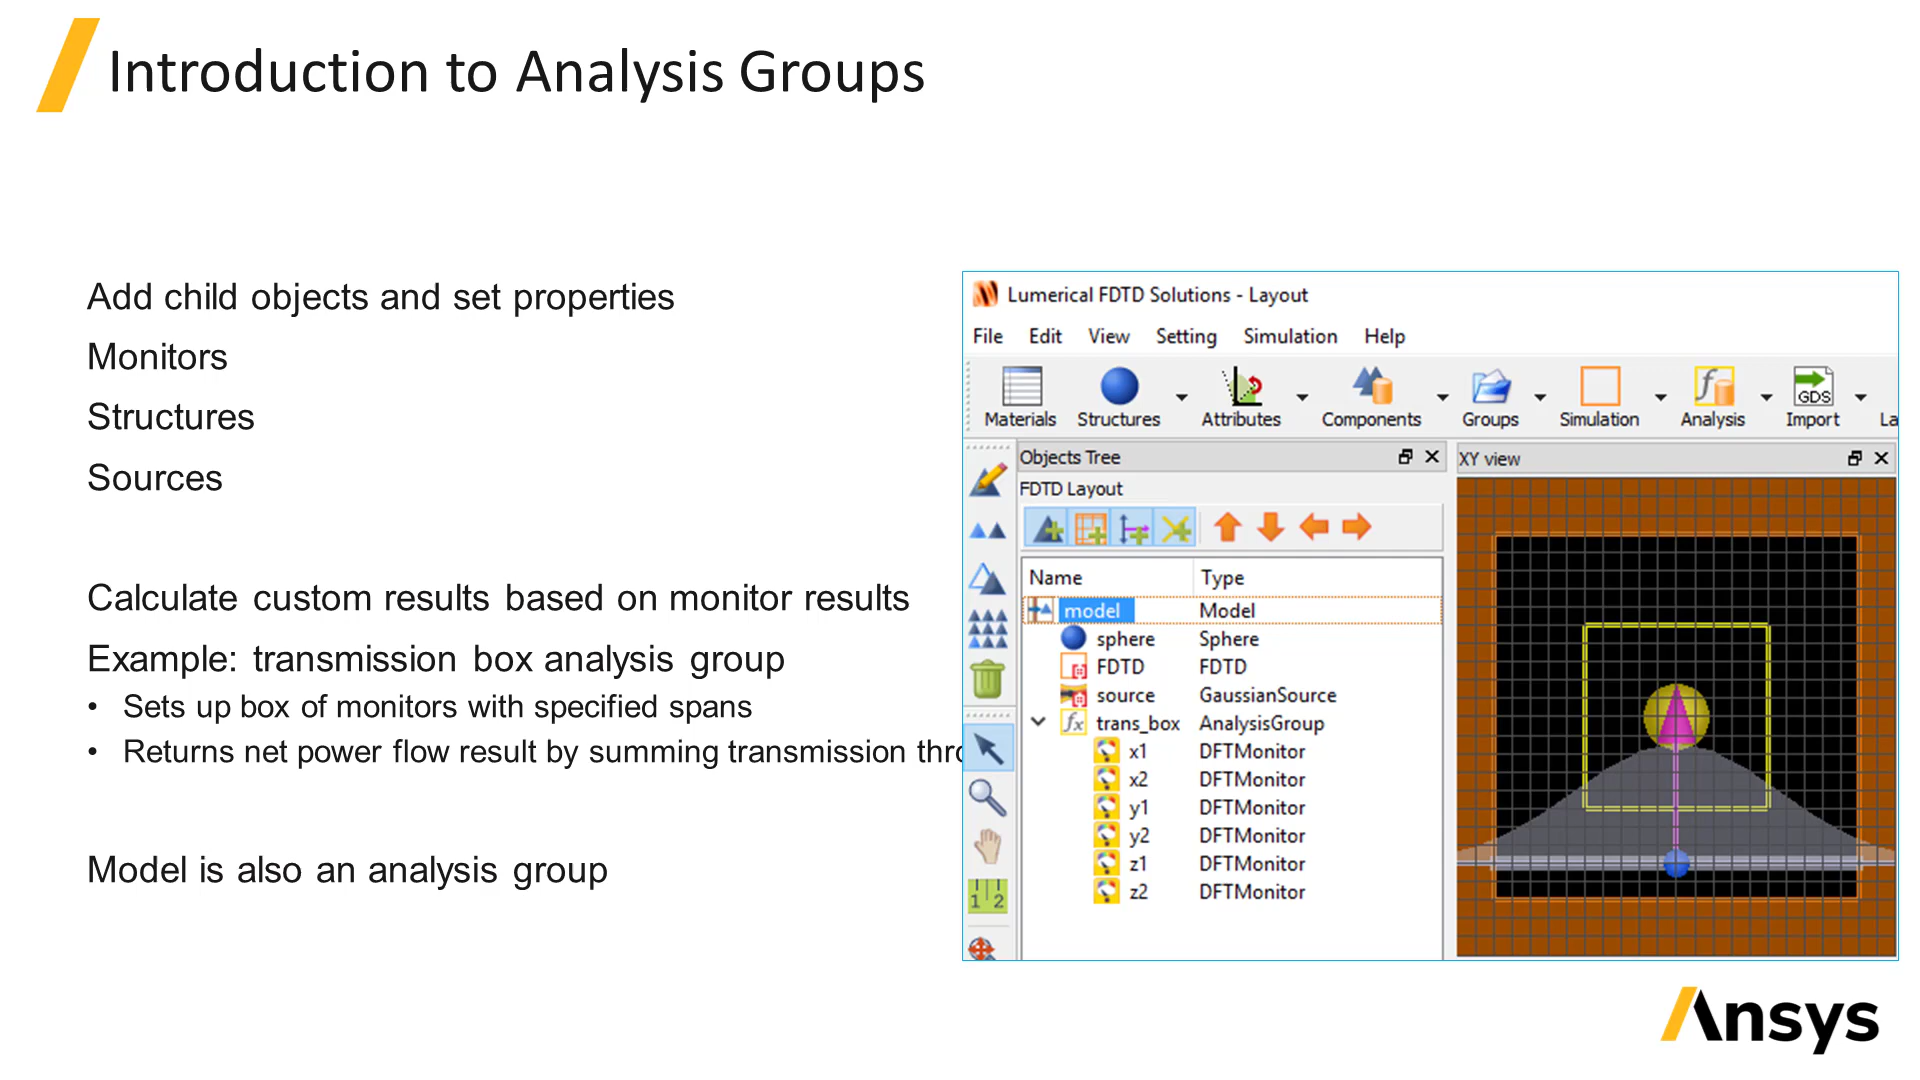 Introduction to Analysis Groups
Add child objects and set properties
Monitors
Structures
Sources
Calculate custom results based on monitor results
Example: transmission box analysis group
• Sets up box of monitors with specified spans
• Returns net power flow result by summing transmission thro
Model is also an analysis group
Lumerical FDTD Solutions - Layout
File Edit View Setting Simulation Help
GDS
Materials Structures Attributes Components Groups Simulation Analysis Import La
Objects Tree
XY view
FDTD Layout
Name Type
model Model
sphere Sphere
FDTD FDTD
source GaussianSource
fx trans_box AnalysisGroup
x1 DFTMonitor
x2 DFTMonitor
y1 DFTMonitor
y2 DFTMonitor
z1 DFTMonitor
z2 DFTMonitor
1 2
Ansys